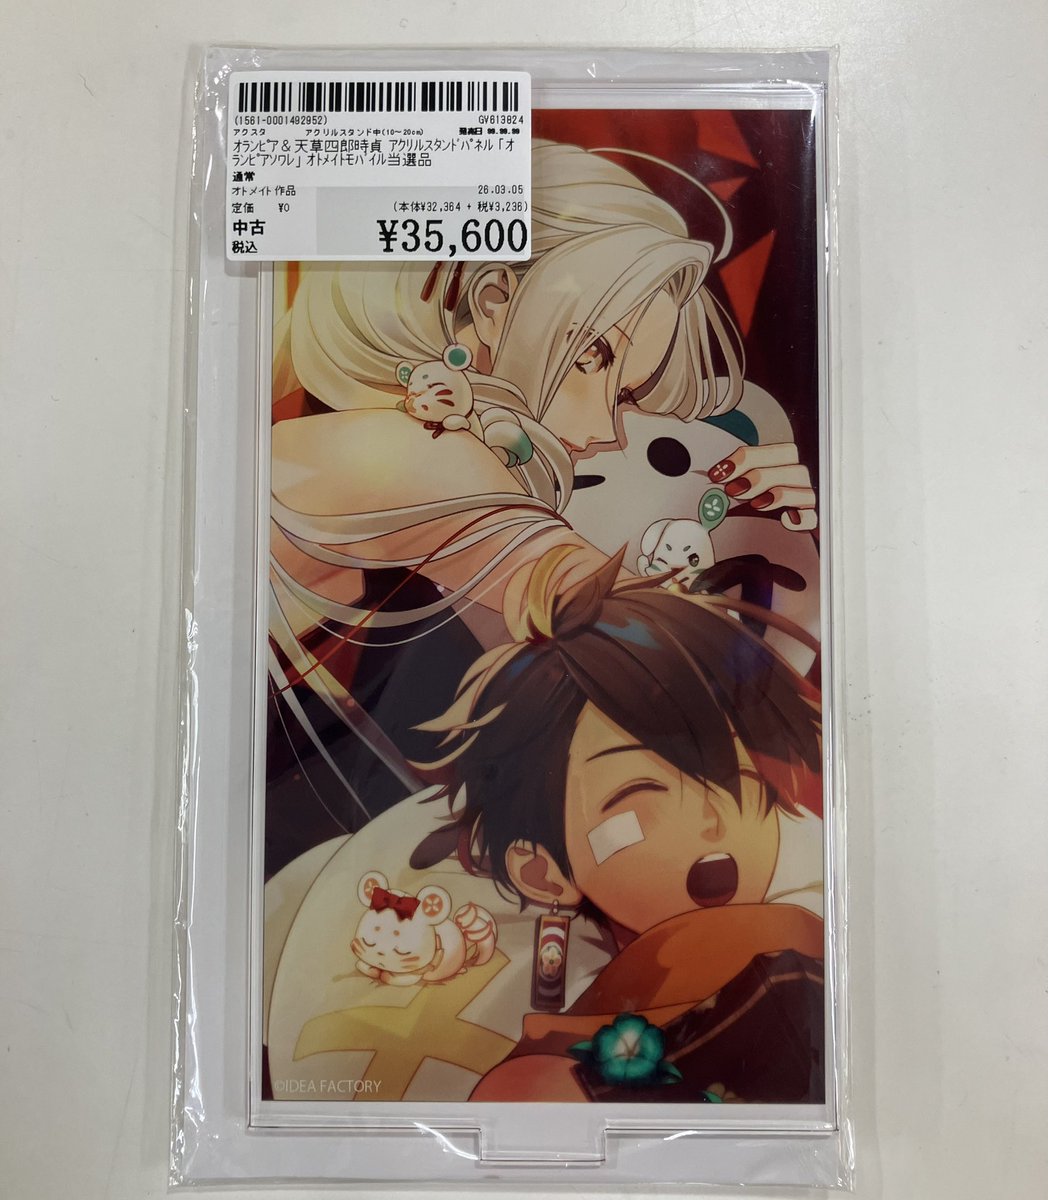 (1561-0001492952) GV613824
アクスタ アクリルスタンド中(10～20cm) 発売日 99.99.99
オランピア＆天草四郎時貞 アクリルスタンドパネル 「オ
ランピアソワレ」 オトメイトモバイル当選品
通常
オトメイト作品 26.03.05
定価 ¥0 (本体¥32,364 + 税¥3,236)
中古
税込 ¥35,600
©IDEA FACTORY